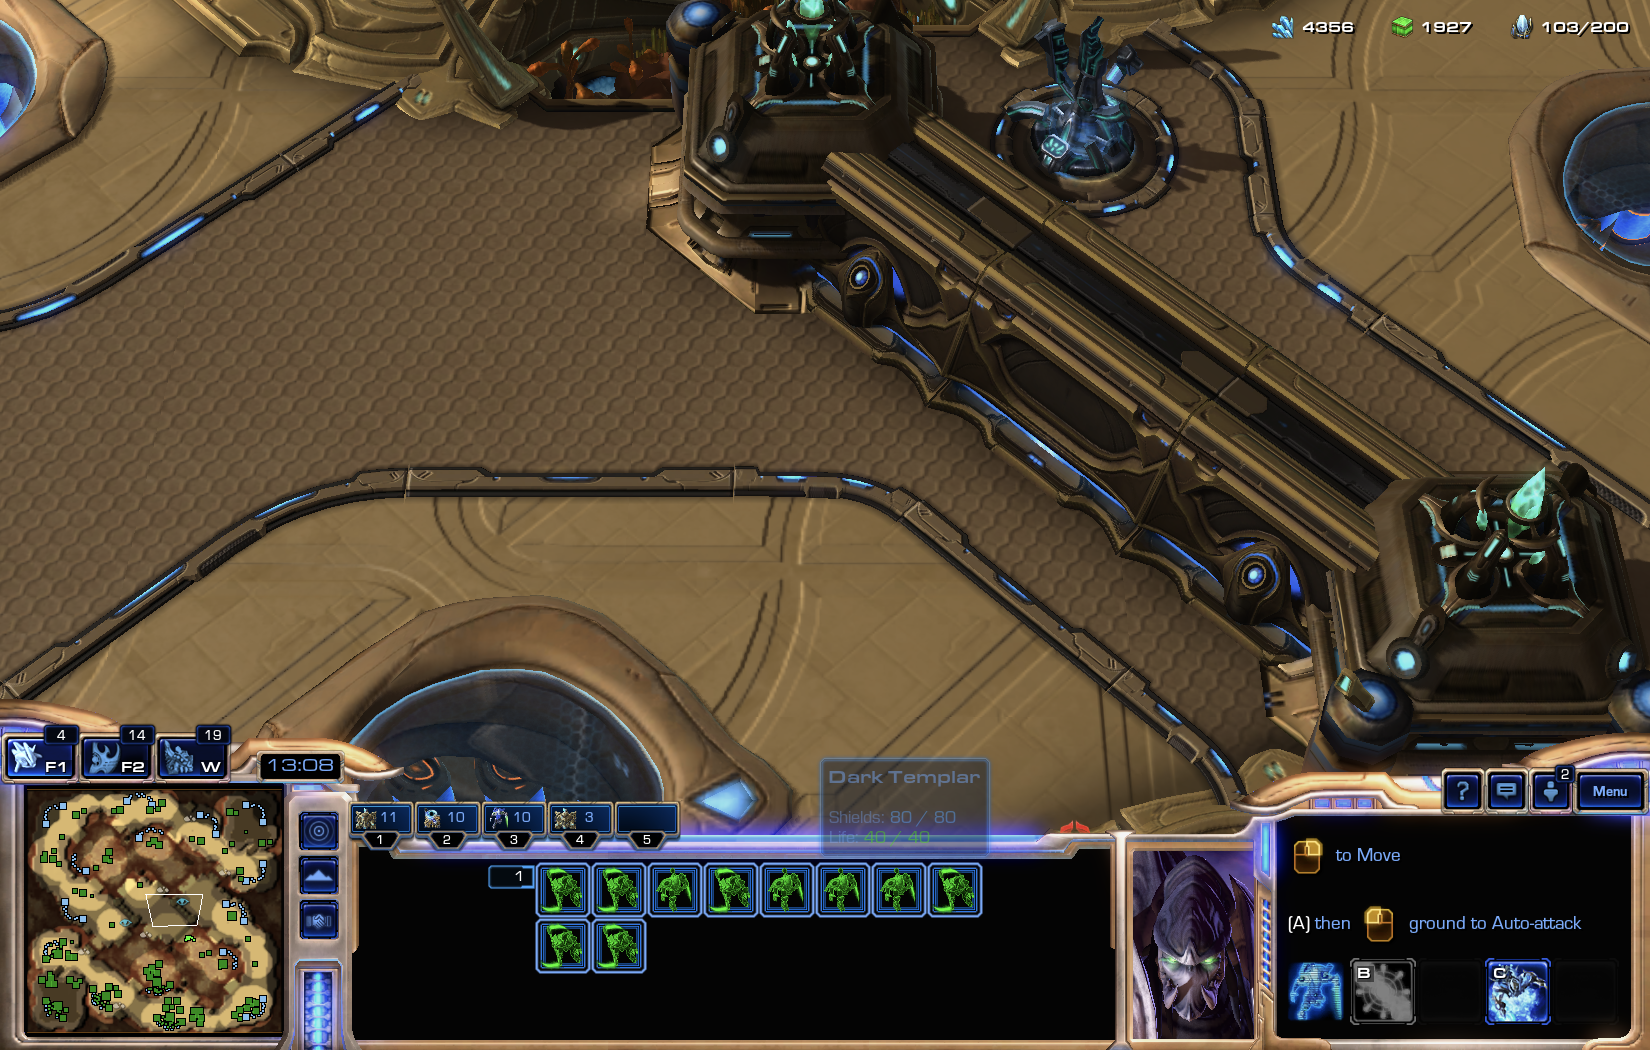 4356 1927 103/200
4 14 19
F1 F2 W
13:08
Dark Templar
Shields: 80 / 80
Life: 40 / 40
11 10 10 3
1 2 3 4 5
1
? 2 Menu
to Move
(A) then ground to Auto-attack
B C